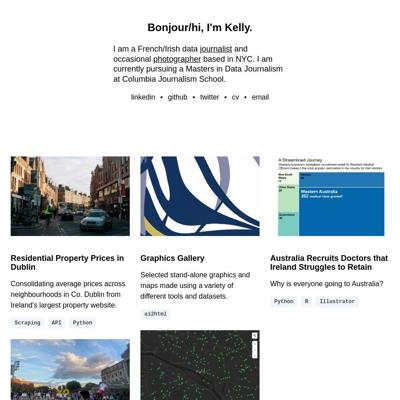 Bonjour/hi, I'm Kelly.
I am a French/Irish data journalist and
occasional photographer based in NYC. I am
currently pursuing a Masters in Data Journalism
at Columbia Journalism School.
linkedin • github • twitter • cv • email
A Streamlined Journey
Western Australia
Residential Property Prices in
Dublin
Consolidating average prices across
neighbourhoods in Co. Dublin from
Ireland's largest property website.
Scraping API Python
Graphics Gallery
Selected stand-alone graphics and
maps made using a variety of
different tools and datasets.
ai2html
Australia Recruits Doctors that
Ireland Struggles to Retain
Why is everyone going to Australia?
Python R Illustrator